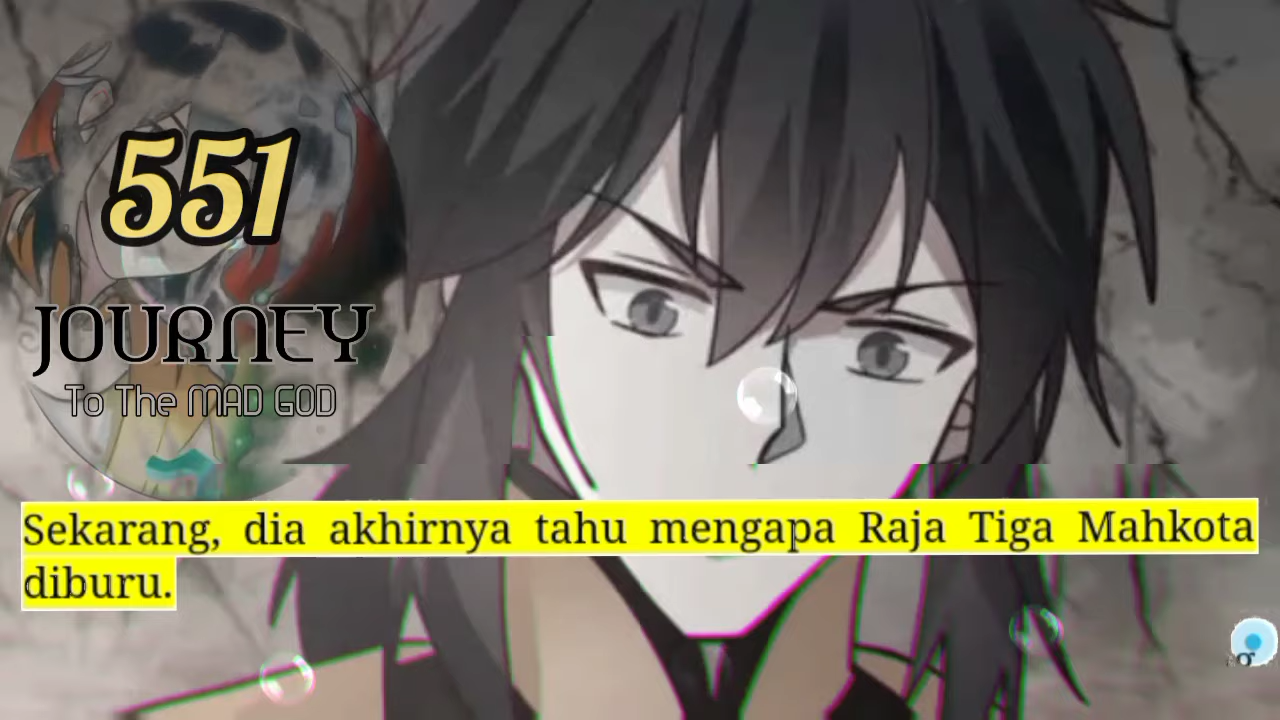 551
JOURNEY
To The MAD GOD
Sekarang, dia akhirnya tahu mengapa Raja Tiga Mahkota
diburu.